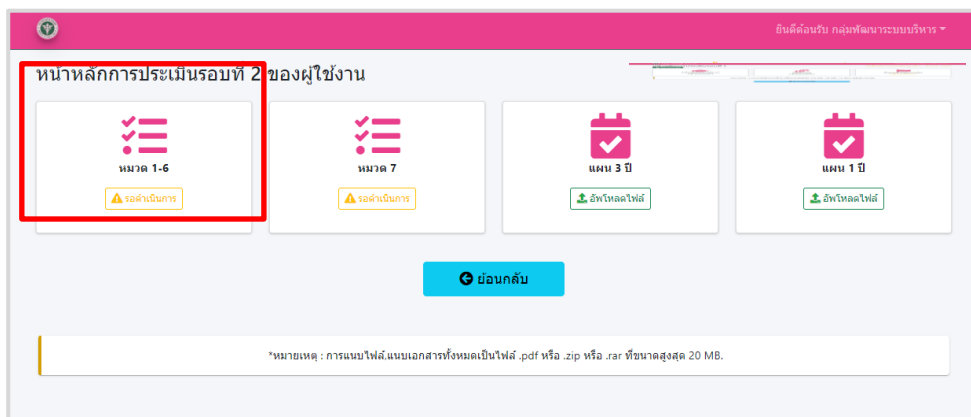 ยินดีต้อนรับ กลุ่มพัฒนาระบบบริหาร
หน้าหลักการประเมินรอบที่ 2 ของผู้ใช้งาน
หมวด 1-6
รอดำเนินการ
หมวด 7
รอดำเนินการ
แผน 3 ปี
อัพโหลดไฟล์
แผน 1 ปี
อัพโหลดไฟล์
ย่อนกลับ
*หมายเหตุ : การแนบไฟล์.แนบเอกสารทั้งหมดเป็นไฟล์ .pdf หรือ .zip หรือ .rar ที่ขนาดสูงสุด 20 MB.